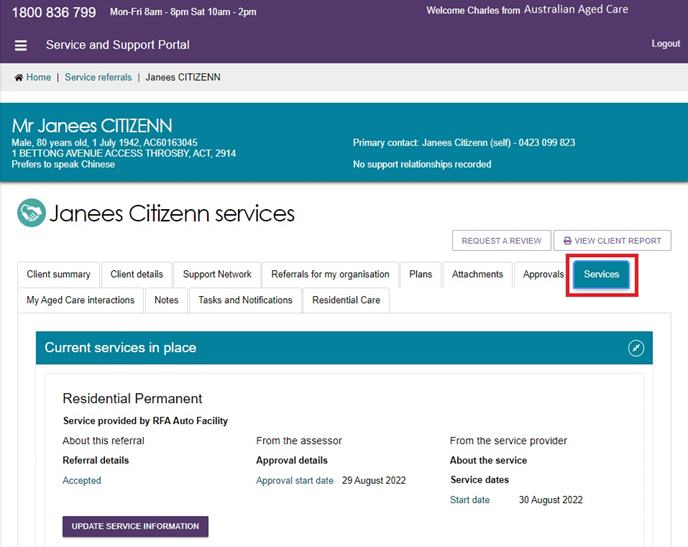 1800 836 799 Mon-Fri 8am - 8pm Sat 10am - 2pm Welcome Charles from Australian Aged Care
Service and Support Portal Logout
Home | Service referrals | Janees CITIZENN
Mr Janees CITIZENN
Male, 80 years old, 1 July 1942, AC60163045 Primary contact: Janees Citizenn (self) - 0423 099 823
1 BETTONG AVENUE ACCESS THROSBY, ACT, 2914
Prefers to speak Chinese No support relationships recorded
Janees Citizenn services
REQUEST A REVIEW VIEW CLIENT REPORT
Client summary Client details Support Network Referrals for my organisation Plans Attachments Approvals Services
My Aged Care interactions Notes Tasks and Notifications Residential Care
Current services in place
Residential Permanent
Service provided by RFA Auto Facility
About this referral From the assessor From the service provider
Referral details Approval details About the service
Service dates
Accepted Approval start date 29 August 2022
Start date 30 August 2022
UPDATE SERVICE INFORMATION